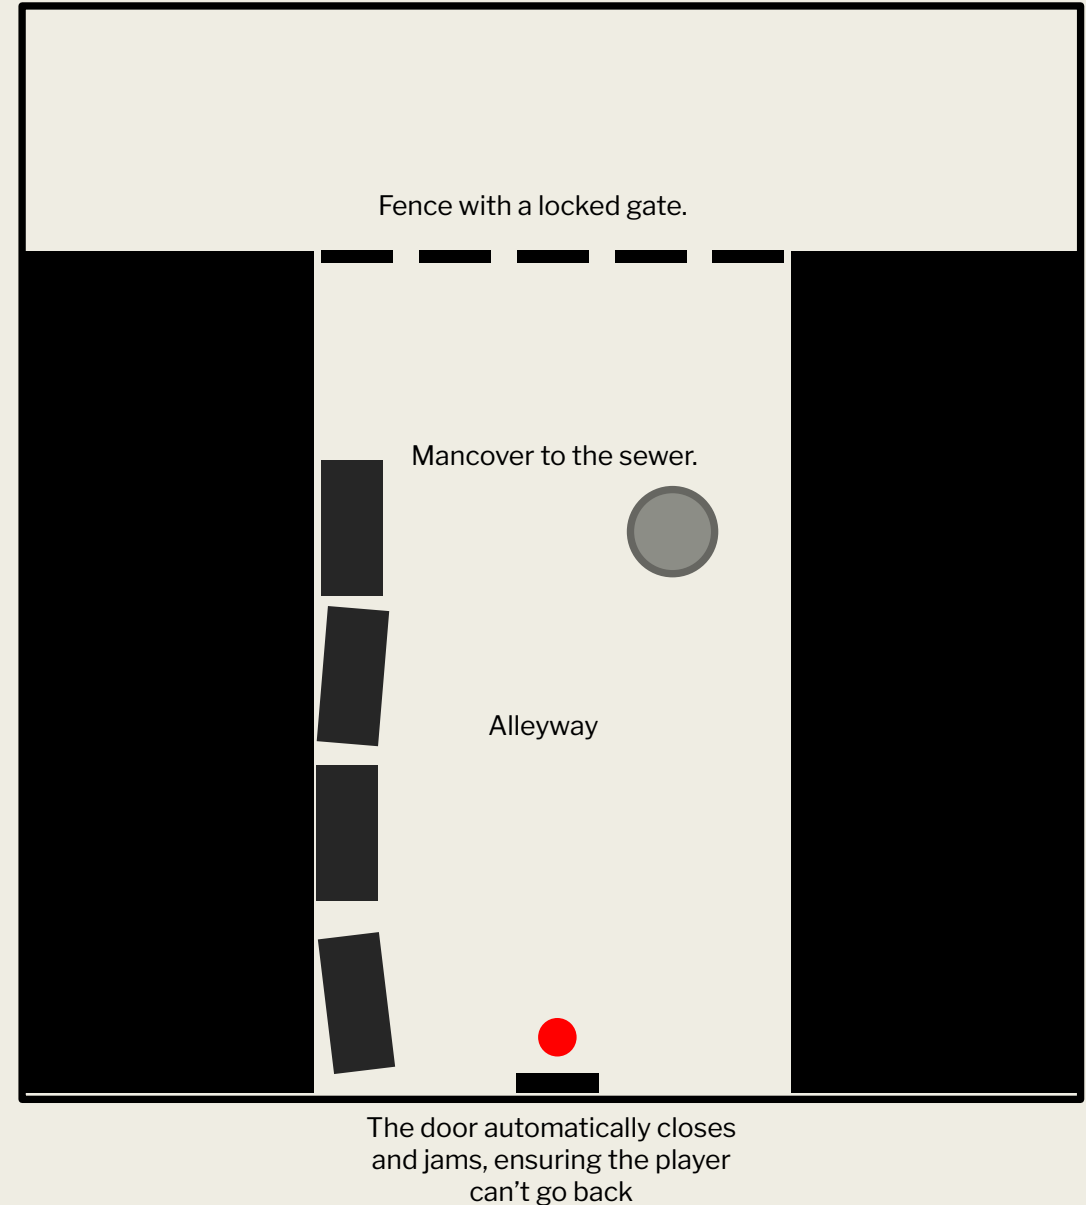 Fence with a locked gate.
Mancover to the sewer.
Alleyway
The door automatically closes
and jams, ensuring the player
can’t go back